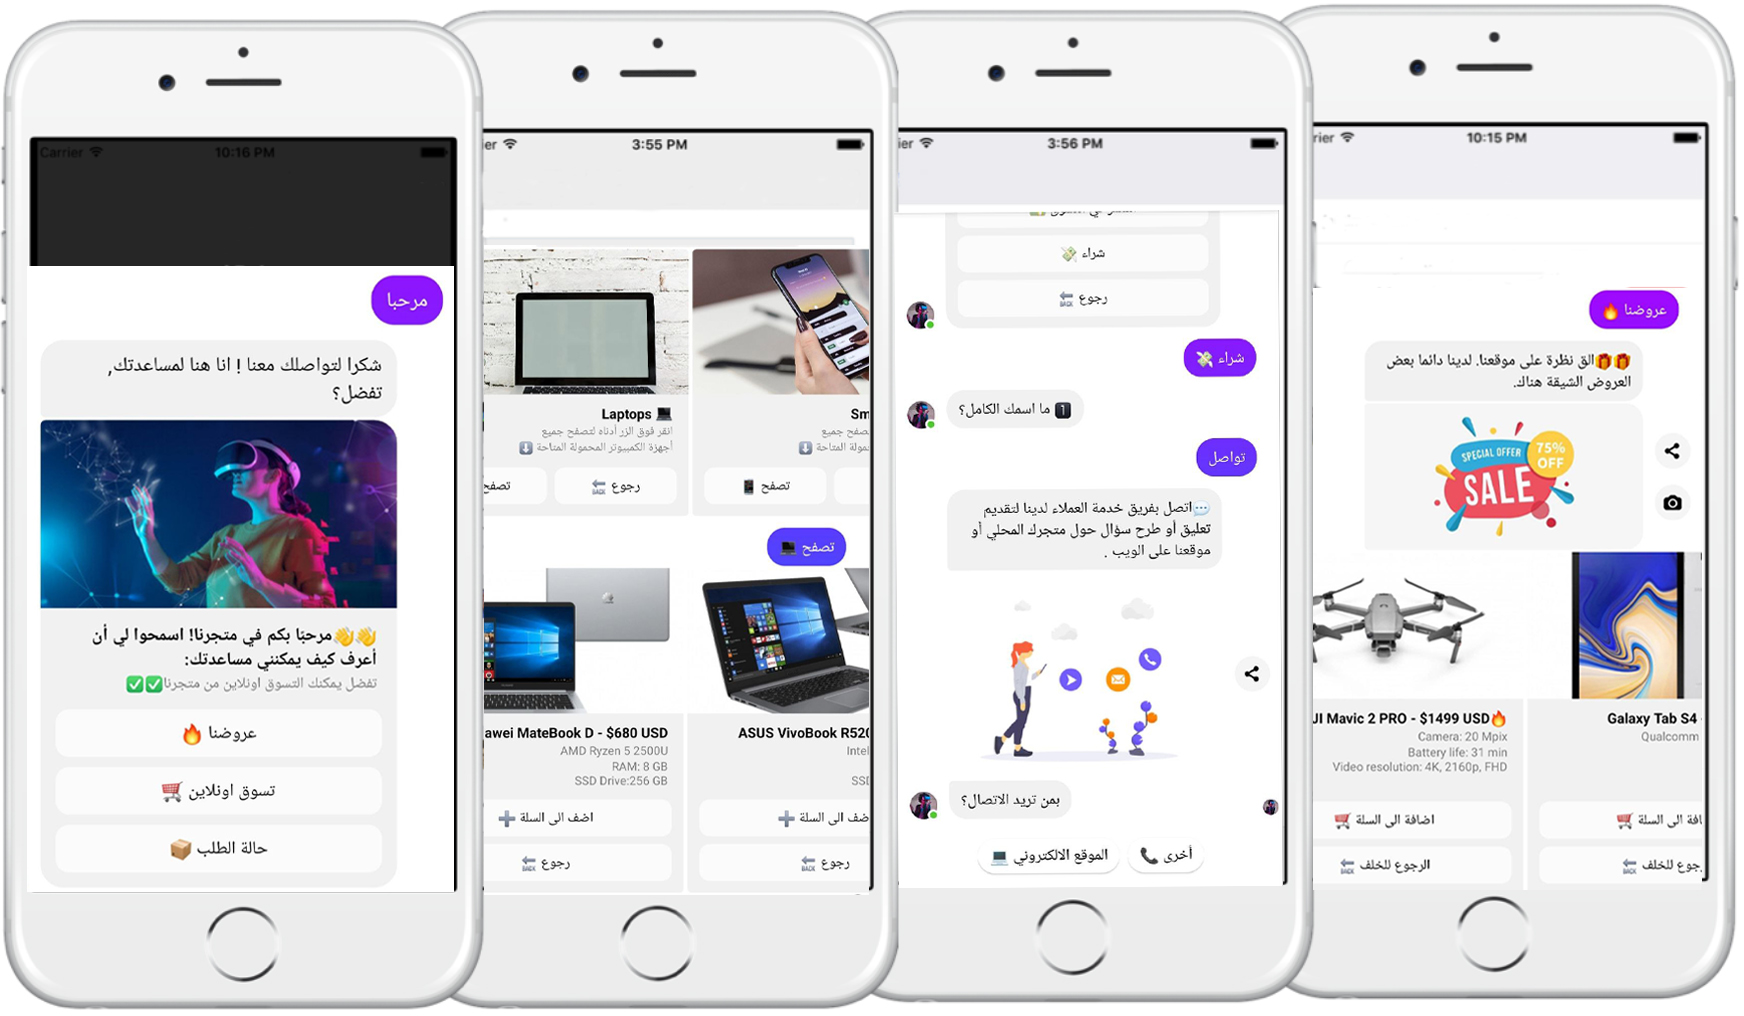 Carrier
10:16 PM
مرحبا
شكرا لتواصلك معنا ! انا هنا لمساعدتك,
تفضل؟
👋👋مرحبًا بكم في متجرنا! اسمحوا لي أن
أعرف كيف يمكنني مساعدتك:
تفضل يمكنك التسوق اونلاين من متجرنا✅✅
عروضنا 🔥
تسوق اونلاين 🛒
حالة الطلب 📦
er
3:55 PM
Laptops 💻
انقر فوق الزر أدناه لتصفح جميع
أجهزة الكمبيوتر المحمولة المتاحة ⬇️
تصفح
رجوع 🔙
Sm
تصفح جميع
مولة المتاحة ⬇️
تصفح 📱
تصفح 💻
awei MateBook D - $680 USD
AMD Ryzen 5 2500U
RAM: 8 GB
SSD Drive:256 GB
اضف الى السلة ➕
رجوع 🔙
ASUS VivoBook R520
Intel
SSD
ضف الى السلة ➕
رجوع 🔙
ier
3:56 PM
شراء 💸
رجوع 🔙
شراء 💸
1️⃣ ما اسمك الكامل؟
تواصل
💬اتصل بفريق خدمة العملاء لدينا لتقديم
تعليق أو طرح سؤال حول متجرك المحلي أو
موقعنا على الويب .
بمن تريد الاتصال؟
أخرى 📞
الموقع الالكتروني 💻
rier
10:15 PM
عروضنا 🔥
🎁🎁الق نظرة على موقعنا. لدينا دائما بعض
العروض الشيقة هناك.
SPECIAL OFFER
75%
OFF
SALE
JI Mavic 2 PRO - $1499 USD🔥
Camera: 20 Mpix
Battery life: 31 min
Video resolution: 4K, 2160p, FHD
اضافة الى السلة 🛒
الرجوع للخلف 🔙
Galaxy Tab S4 -
Qualcomm
افة الى السلة 🛒
جوع للخلف 🔙